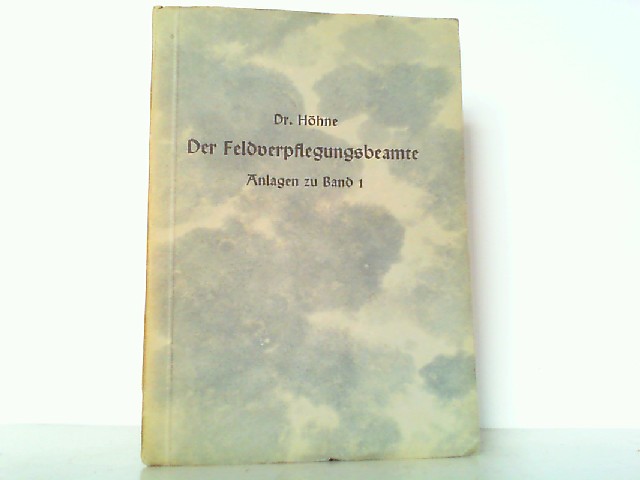 Dr. Höhne
Der Feldverpflegungsbeamte
Anlagen zu Band 1